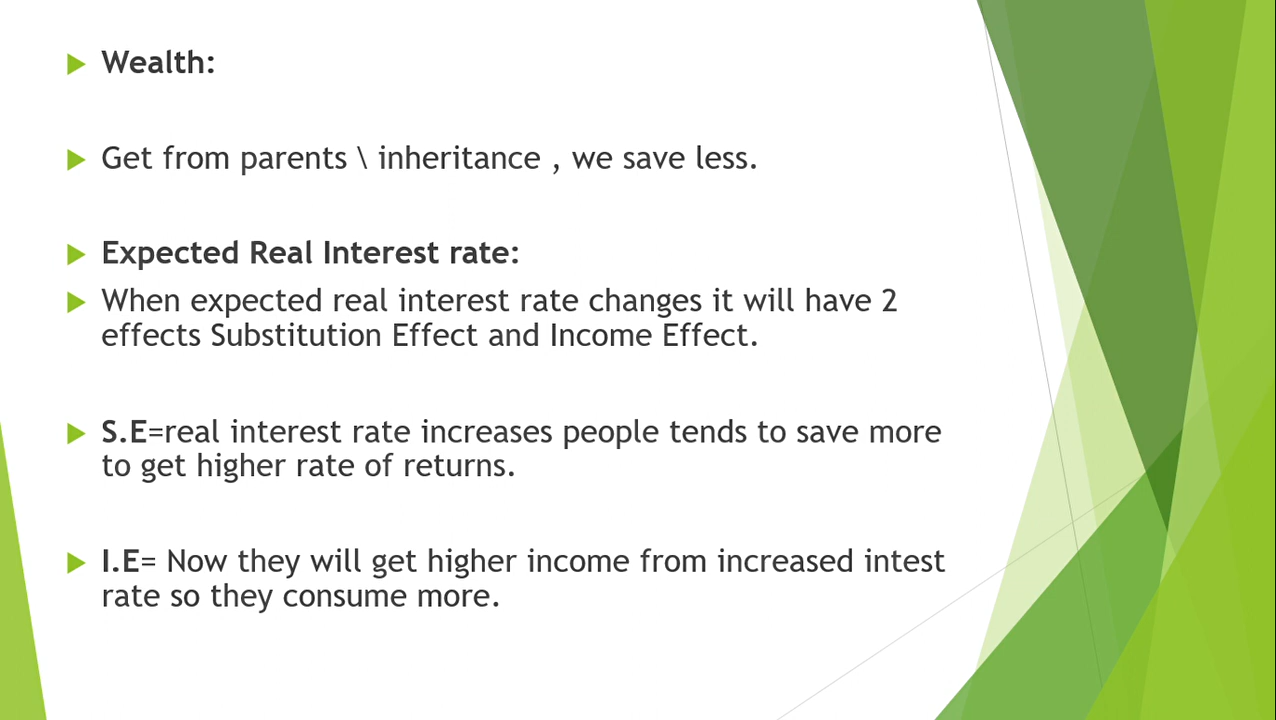 Wealth:
Get from parents \ inheritance , we save less.
Expected Real Interest rate:
When expected real interest rate changes it will have 2
effects Substitution Effect and Income Effect.
S.E=real interest rate increases people tends to save more
to get higher rate of returns.
I.E= Now they will get higher income from increased intest
rate so they consume more.